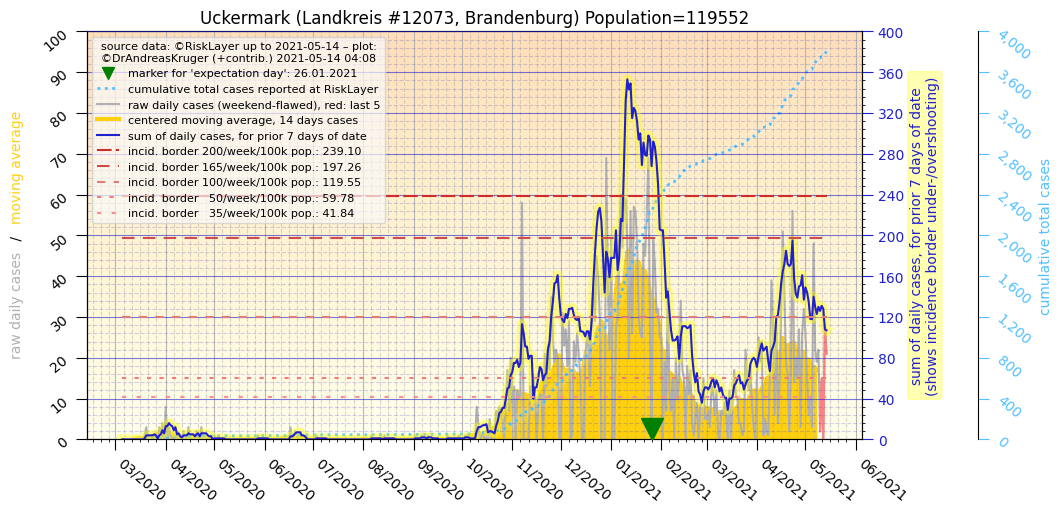 Uckermark (Landkreis #12073, Brandenburg) Population=119552
source data: ©RiskLayer up to 2021-05-14 – plot:
©DrAndreasKruger (+contrib.) 2021-05-14 04:08
marker for 'expectation day': 26.01.2021
cumulative total cases reported at RiskLayer
raw daily cases (weekend-flawed), red: last 5
centered moving average, 14 days cases
sum of daily cases, for prior 7 days of date
incid. border 200/week/100k pop.: 239.10
incid. border 165/week/100k pop.: 197.26
incid. border 100/week/100k pop.: 119.55
incid. border   50/week/100k pop.: 59.78
incid. border   35/week/100k pop.: 41.84
raw daily cases   /   moving average
100
90
80
70
60
50
40
30
20
10
0
03/2020
04/2020
05/2020
06/2020
07/2020
08/2020
09/2020
10/2020
11/2020
12/2020
01/2021
02/2021
03/2021
04/2021
05/2021
06/2021
400
360
320
280
240
200
160
120
80
40
0
sum of daily cases, for prior 7 days of date
(shows incidence border under-/overshooting)
4,000
3,600
3,200
2,800
2,400
2,000
1,600
1,200
800
400
0
cumulative total cases